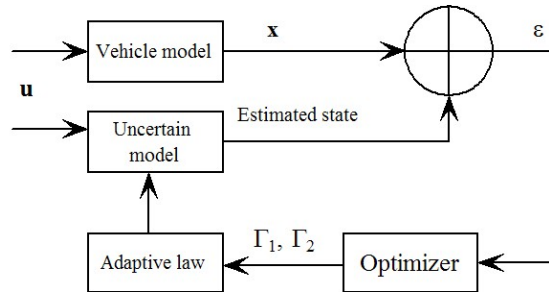 x
ε
Vehicle model
u
Estimated state
Uncertain
model
Γ1, Γ2
Adaptive law
Optimizer